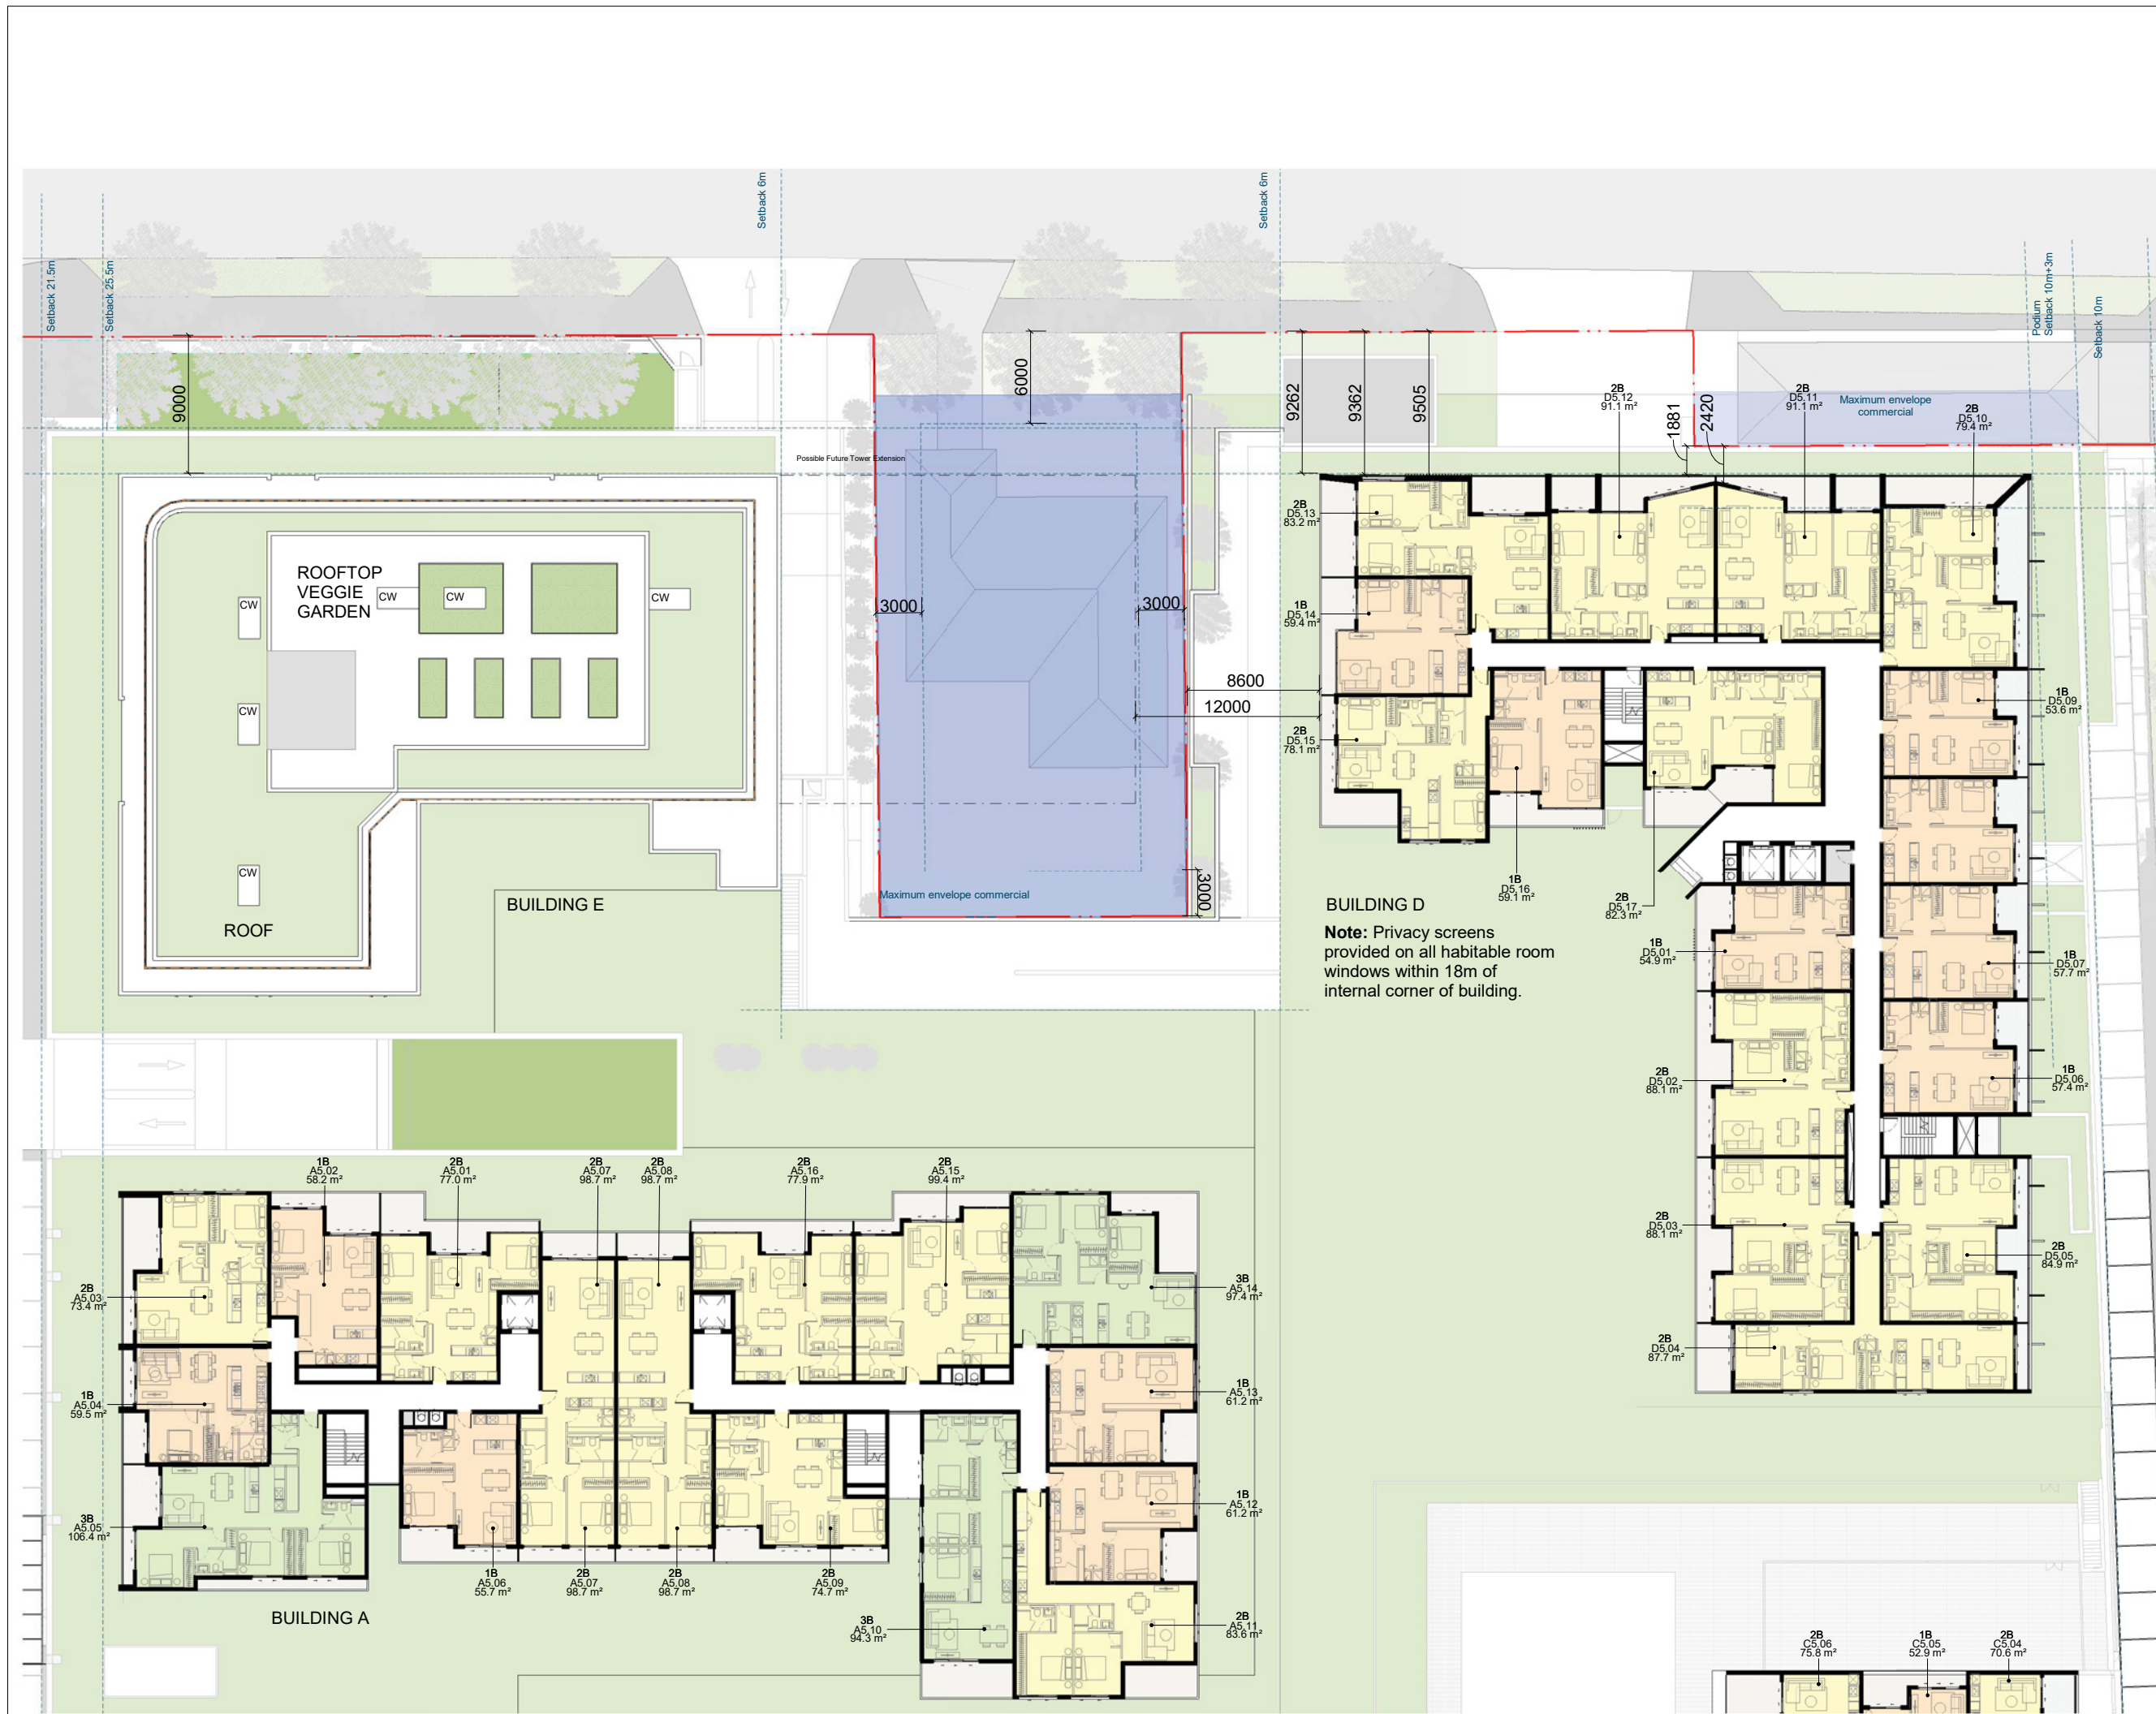 Setback 6m
Setback 6m
Setback 21.5m
Setback 25.5m
Podium
Setback 10m+3m
Setback 10m
9000
6000
9262
9362
9505
1881
2420
2B
D5.12
91.1 m²
2B
D5.11
91.1 m²
Maximum envelope
commercial
2B
D5.10
79.4 m²
Possible Future Tower Extension
2B
D5.13
83.2 m²
ROOFTOP
VEGGIE
GARDEN
CW
CW
CW
CW
3000
3000
1B
D5.14
59.4 m²
8600
12000
1B
D5.09
53.6 m²
CW
2B
D5.15
78.1 m²
CW
3000
Maximum envelope commercial
1B
D5.16
59.1 m²
2B
D5.17
82.3 m²
BUILDING E
ROOF
BUILDING D
Note: Privacy screens
provided on all habitable room
windows within 18m of
internal corner of building.
1B
D5.01
54.9 m²
1B
D5.07
57.7 m²
2B
D5.02
88.1 m²
1B
D5.06
57.4 m²
1B
A5.02
58.2 m²
2B
A5.01
77.0 m²
2B
A5.07
98.7 m²
2B
A5.08
98.7 m²
2B
A5.16
77.9 m²
2B
A5.15
99.4 m²
2B
D5.03
88.1 m²
2B
D5.05
84.9 m²
2B
A5.03
73.4 m²
3B
A5.14
97.4 m²
2B
D5.04
87.7 m²
1B
A5.04
59.5 m²
1B
A5.13
61.2 m²
3B
A5.05
106.4 m²
1B
A5.12
61.2 m²
1B
A5.06
55.7 m²
2B
A5.07
98.7 m²
2B
A5.08
98.7 m²
2B
A5.09
74.7 m²
BUILDING A
3B
A5.10
94.3 m²
2B
A5.11
83.6 m²
2B
C5.06
75.8 m²
1B
C5.05
52.9 m²
2B
C5.04
70.6 m²